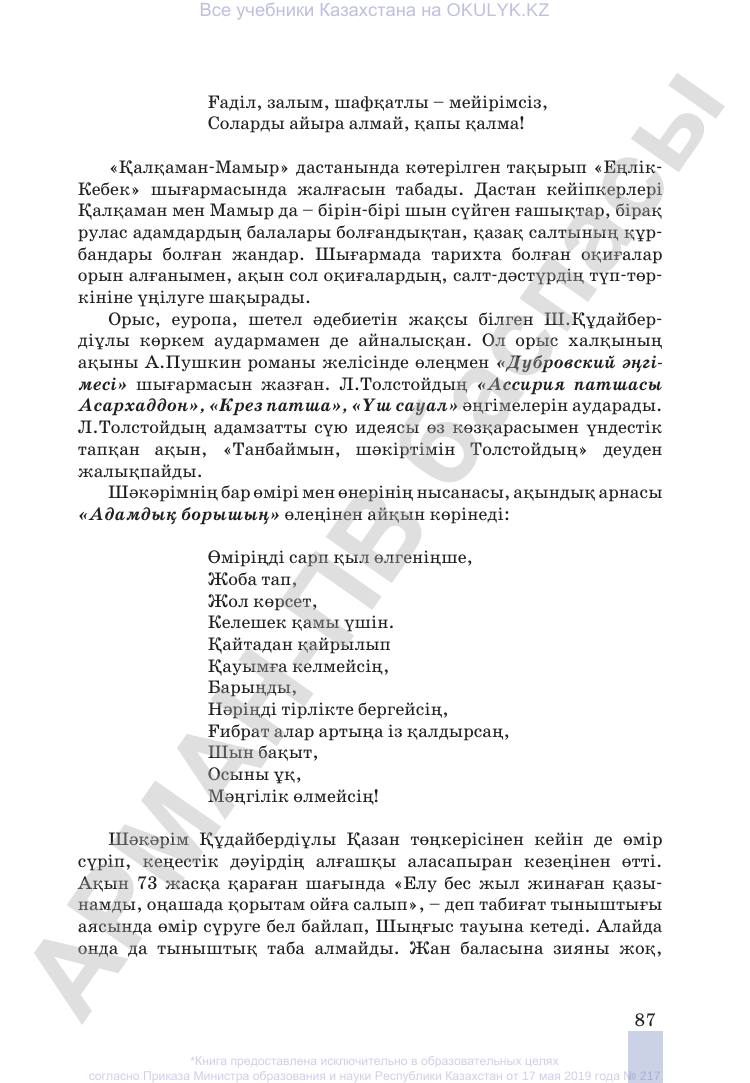 Все учебники Казахстана на OKULYK.KZ
Ғаділ, залым, шафқатлы – мейірімсіз,
Соларды айыра алмай, қапы қалма!
«Қалқаман-Мамыр» дастанында көтерілген тақырып «Еңлік-
Кебек» шығармасында жалғасын табады. Дастан кейіпкерлері
Қалқаман мен Мамыр да – бірін-бірі шын сүйген ғашықтар, бірақ
рулас адамдардың балалары болғандықтан, қазақ салтының құр-
бандары болған жандар. Шығармада тарихта болған оқиғалар
орын алғанымен, ақын сол оқиғалардың, салт-дәстүрдің түп-төр-
кініне үңілуге шақырады.
Орыс, еуропа, шетел әдебиетін жақсы білген Ш.Құдайбер-
діұлы көркем аудармамен де айналысқан. Ол орыс халқының
ақыны А.Пушкин романы желісінде өлеңмен «Дубровский әңгі-
месі» шығармасын жазған. Л.Толстойдың «Ассирия патшасы
Асархаддон», «Крез патша», «Үш сауал» әңгімелерін аударады.
Л.Толстойдың адамзатты сүю идеясы өз көзқарасымен үндестік
тапқан ақын, «Танбаймын, шәкіртімін Толстойдың» деуден
жалықпайды.
Шәкәрімнің бар өмірі мен өнерінің нысанасы, ақындық арнасы
«Адамдық борышың» өлеңінен айқын көрінеді:
Өміріңді сарп қыл өлгеніңше,
Жоба тап,
Жол көрсет,
Келешек қамы үшін.
Қайтадан қайрылып
Қауымға келмейсің,
Барыңды,
Нәріңді тірлікте бергейсің,
Ғибрат алар артыңа із қалдырсаң,
Шын бақыт,
Осыны ұқ,
Мәңгілік өлмейсің!
Шәкәрім Құдайбердіұлы Қазан төңкерісінен кейін де өмір
сүріп, кеңестік дәуірдің алғашқы аласапыран кезеңінен өтті.
Ақын 73 жасқа қараған шағында «Елу бес жыл жинаған қазы-
намды, оңашада қорытам ойға салып», – деп табиғат тыныштығы
аясында өмір сүруге бел байлап, Шыңғыс тауына кетеді. Алайда
онда да тыныштық таба алмайды. Жан баласына зияны жоқ,
87
АРМАН-ПВ баспасы
*Книга предоставлена исключительно в образовательных целях
согласно Приказа Министра образования и науки Республики Казахстан от 17 мая 2019 года № 217